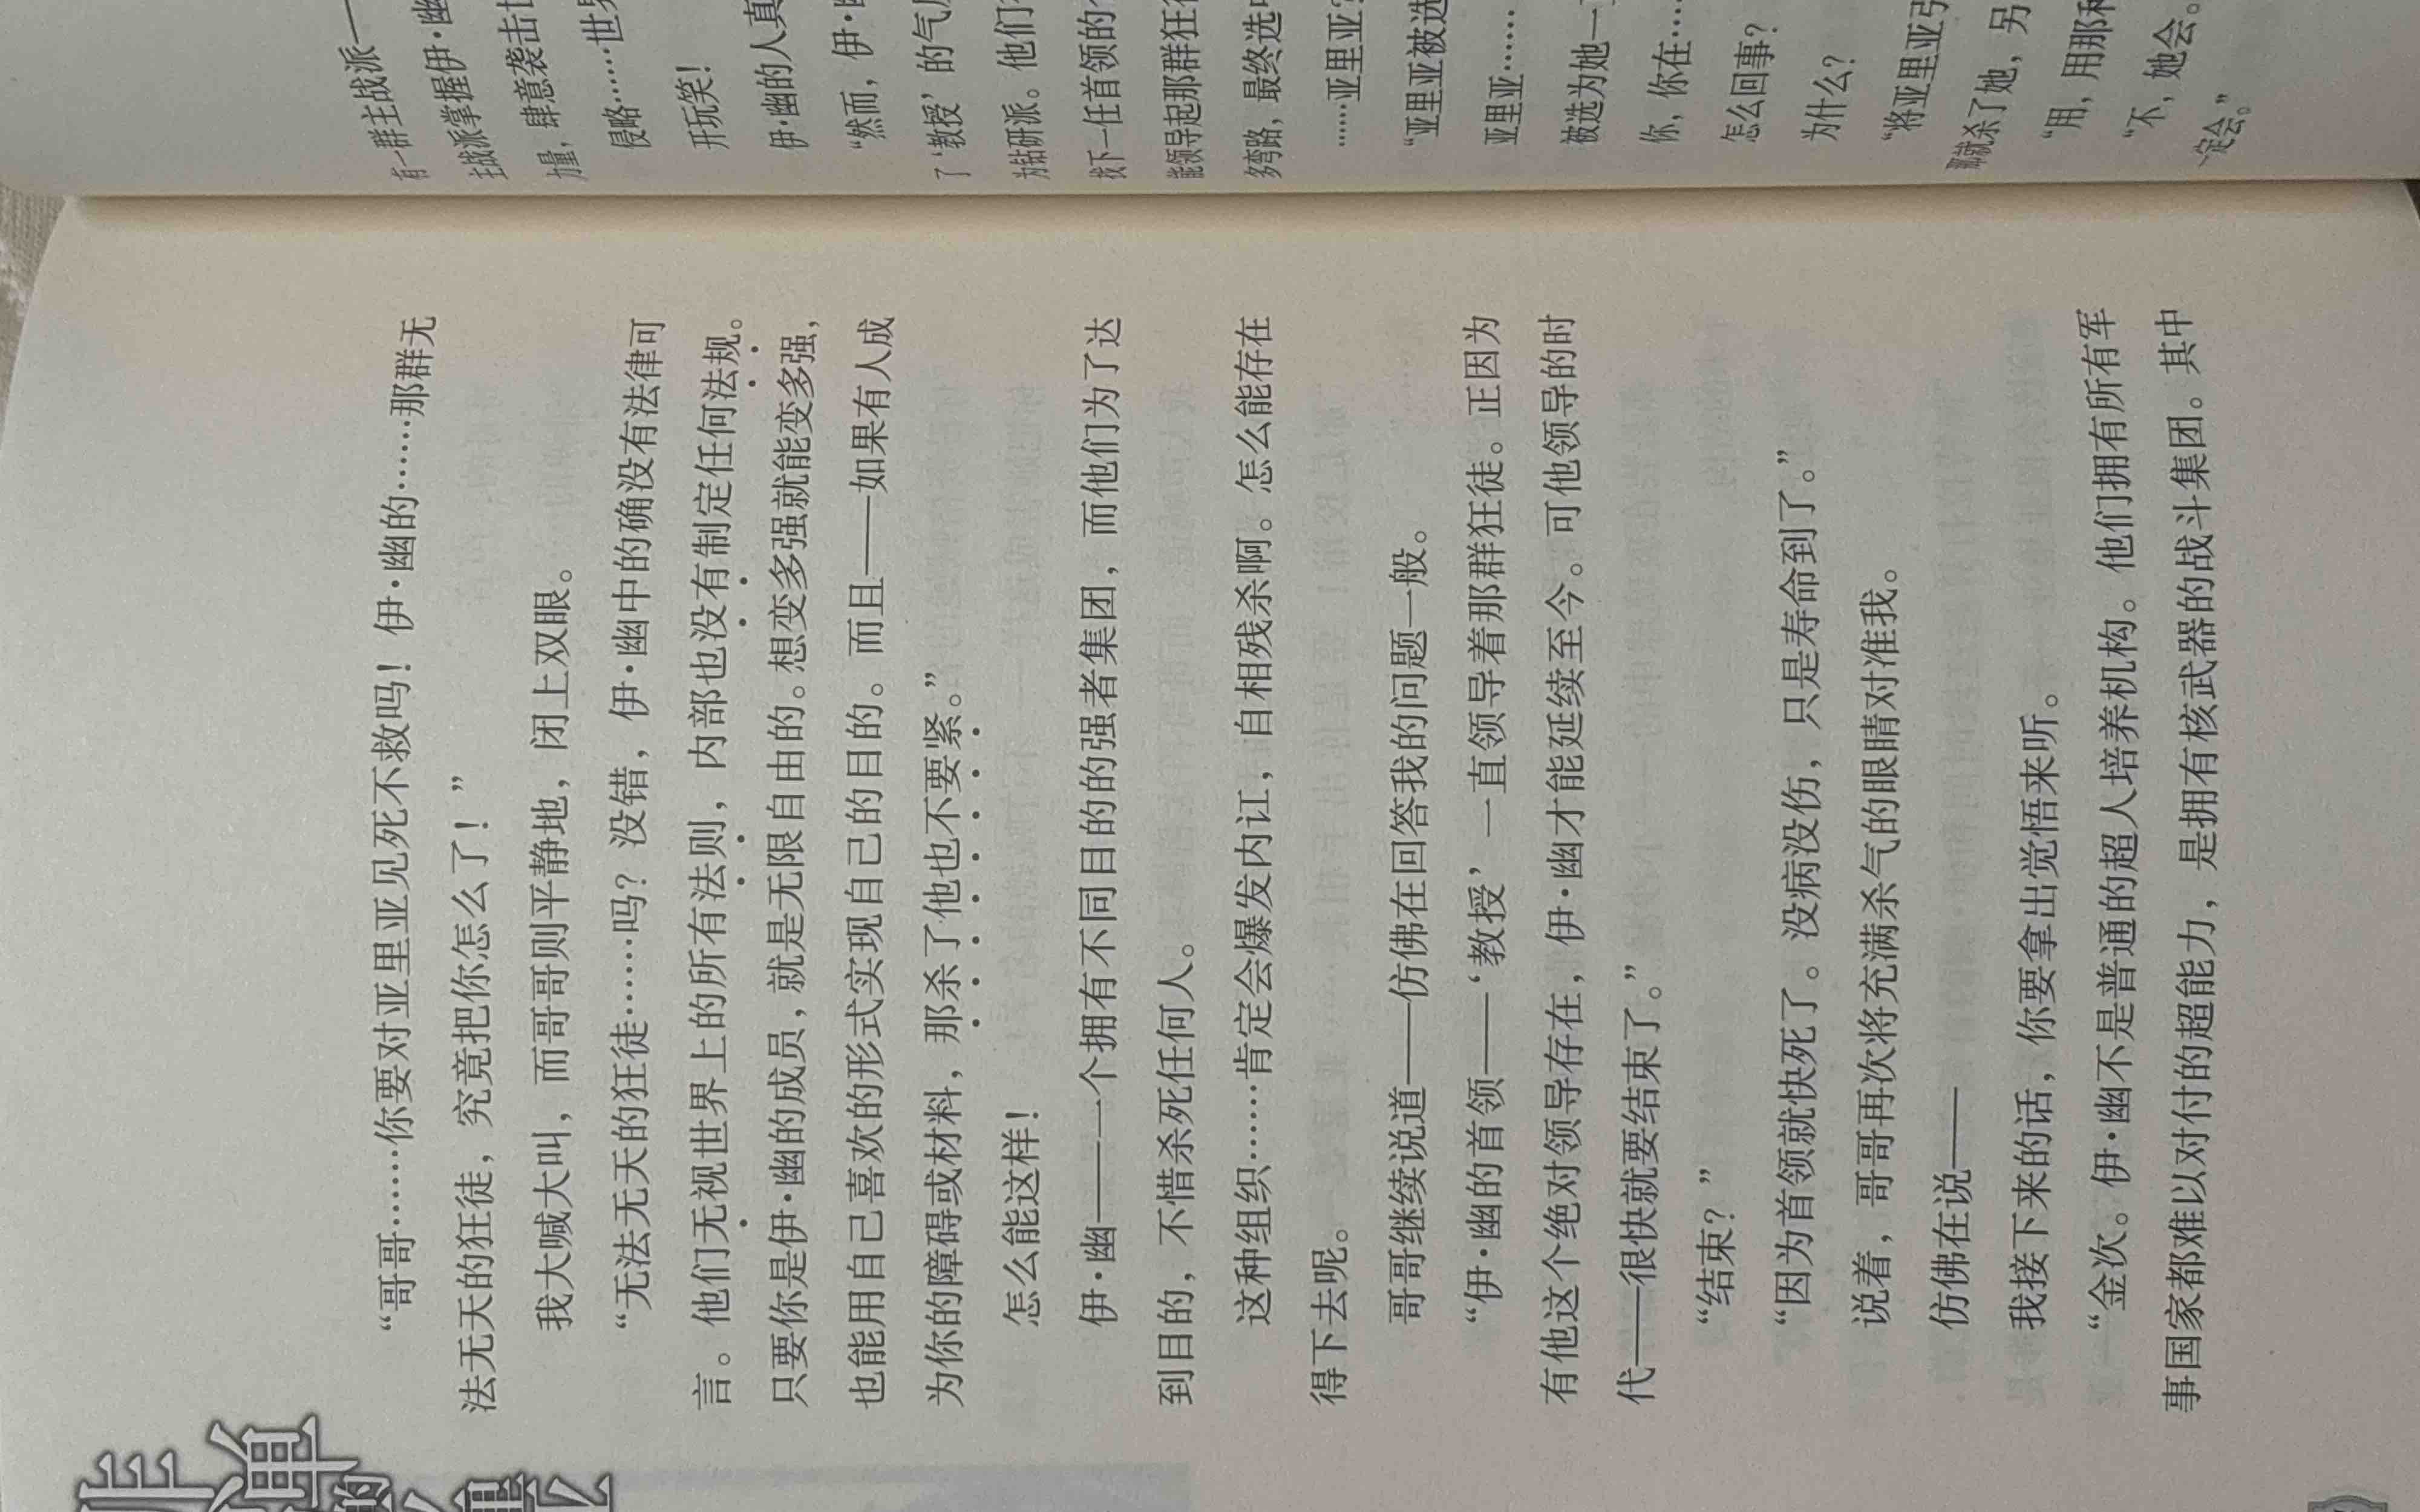 “哥哥……你要对亚里亚见死不救吗！伊·幽的……那群无
法无天的狂徒，究竟把你怎么了！”
我大喊大叫，而哥哥则平静地，闭上双眼。
“无法无天的狂徒……吗？没错，伊·幽中的确没有法律可
言。他们无视世界上的所有法则，内部也没有制定任何法规。
只要你是伊·幽的成员，就是无限自由的。想变多强就能变多强，
也能用自己喜欢的形式实现自己的目的。而且——如果有人成
为你的障碍或材料，那杀了他也不要紧。”
怎么能这样！
伊·幽——一个拥有不同目的的强者集团，而他们为了达
到目的，不惜杀死任何人。
这种组织……肯定会爆发内讧，自相残杀啊。怎么能存在
得下去呢。
哥哥继续说道——仿佛在回答我的问题一般。
“伊·幽的首领——‘教授’一直领导着那群狂徒。正因为
有他这个绝对领导存在，伊·幽才能延续至今。可他领导的时
代——很快就要结束了。”
“结束？”
“因为首领就快死了。没病没伤，只是寿命到了。”
说着，哥哥再次将充满杀气的眼睛对准我。
仿佛在说——
我接下来的话，你要拿出觉悟来听。
“金次。伊·幽不是普通的超人培养机构。他们拥有所有军
事国家都难以对付的超能力，是拥有核武器的战斗集团。其中
有一群主战派——
主战派掌握伊·幽
力量，肆意袭击
侵略……世界
开玩笑！
伊·幽的人真
“然而，伊·
了‘教授’的气
为钻研派。他们
找下一任首领的
能领导起那群狂
多弯路，最终选
……亚里亚？
“亚里亚被选
亚里亚……
被选为她一
你，你在……
怎么回事？
为什么？
“将亚里亚引
那就杀了她，另
“用，用那种
“不，她会。
一定会。”